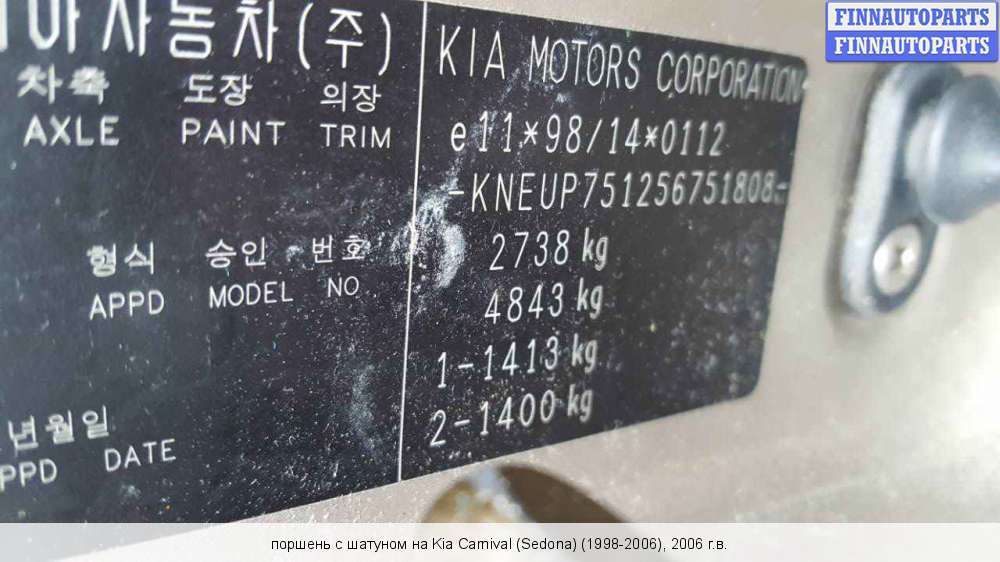 FINNAUTOPARTS
FINNAUTOPARTS
아자동차(주)
KIA MOTORS CORPORATION
차축 도장 의장
AXLE PAINT TRIM
e11*98/14*0112
-KNEUP751256751808-
형식 승인 번호
APPD MODEL NO
2738 kg
4843 kg
1-1413 kg
2-1400 kg
년월일
PPD DATE
поршень с шатуном на Kia Carnival (Sedona) (1998-2006), 2006 г.в.